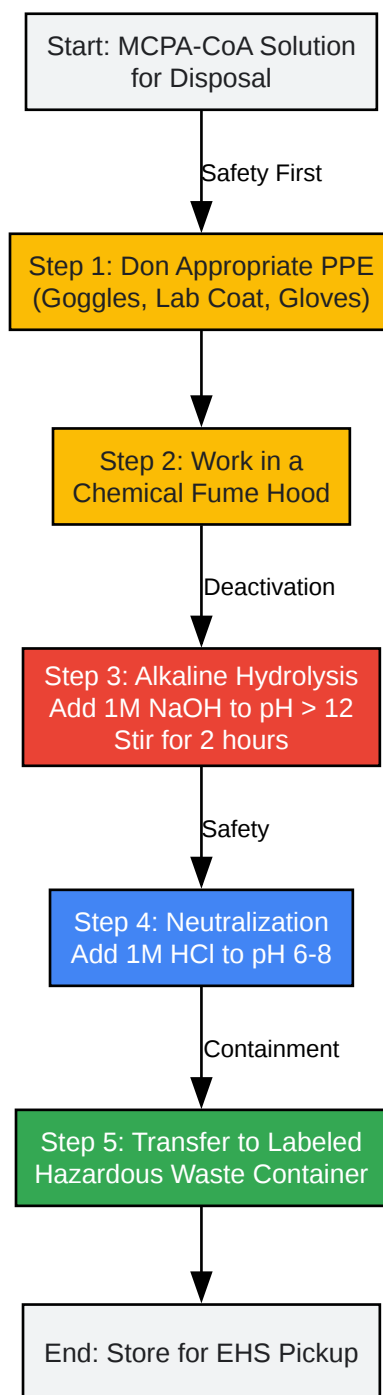 Start: MCPA-CoA Solution
for Disposal
Safety First
Step 1: Don Appropriate PPE
(Goggles, Lab Coat, Gloves)
Step 2: Work in a
Chemical Fume Hood
Deactivation
Step 3: Alkaline Hydrolysis
Add 1M NaOH to pH > 12
Stir for 2 hours
Safety
Step 4: Neutralization
Add 1M HCl to pH 6-8
Containment
Step 5: Transfer to Labeled
Hazardous Waste Container
End: Store for EHS Pickup